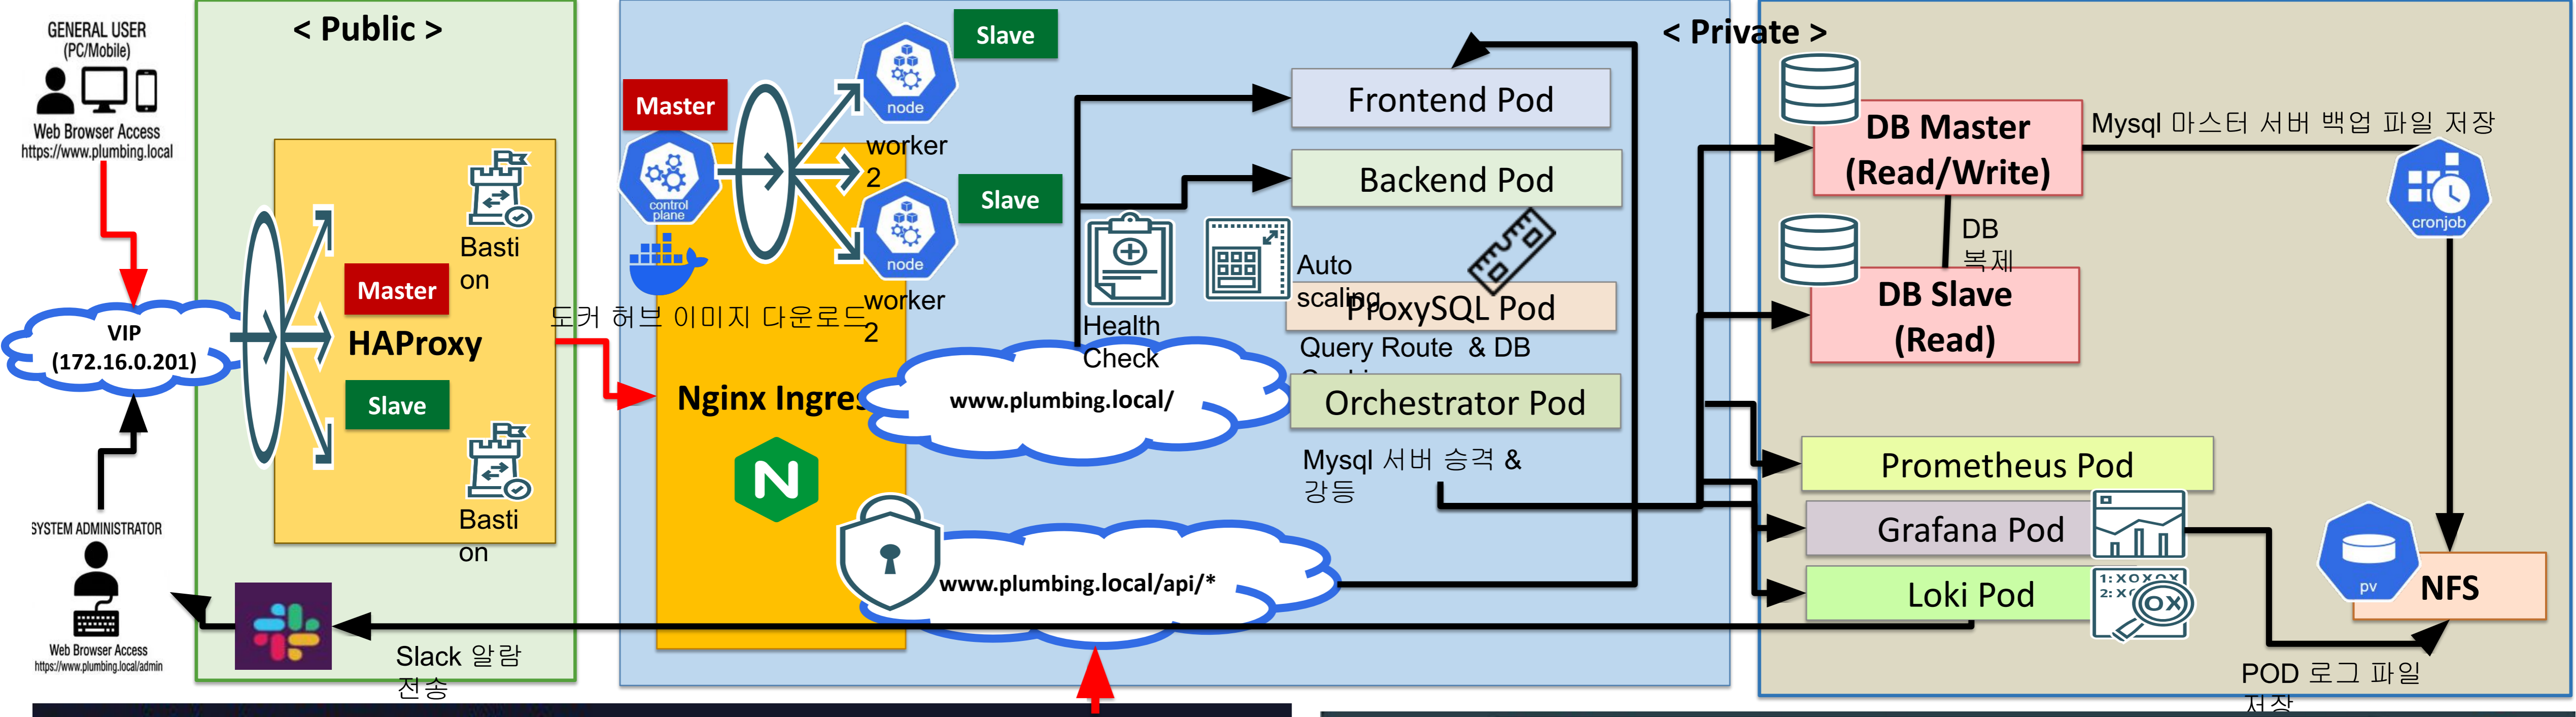 GENERAL USER
(PC/Mobile)
Web Browser Access
https://www.plumbing.local
VIP
(172.16.0.201)
SYSTEM ADMINISTRATOR
Web Browser Access
https://www.plumbing.local/admin
< Public >
Basti
on
Master
HAProxy
Slave
Basti
on
Slack 알람
전송
Master
control
plane
도커 허브 이미지 다운로드
Slave
node
worker
2
Slave
node
worker
2
Nginx Ingres
www.plumbing.local/
www.plumbing.local/api/*
Health
Check
Auto
scaling
Frontend Pod
Backend Pod
ProxySQL Pod
Query Route & DB
Orchestrator Pod
Mysql 서버 승격 &
강등
< Private >
DB Master
(Read/Write)
Mysql 마스터 서버 백업 파일 저장
cronjob
DB
복제
DB Slave
(Read)
Prometheus Pod
Grafana Pod
Loki Pod
1: XOXOX
2: X
OX
pv
NFS
POD 로그 파일
저장